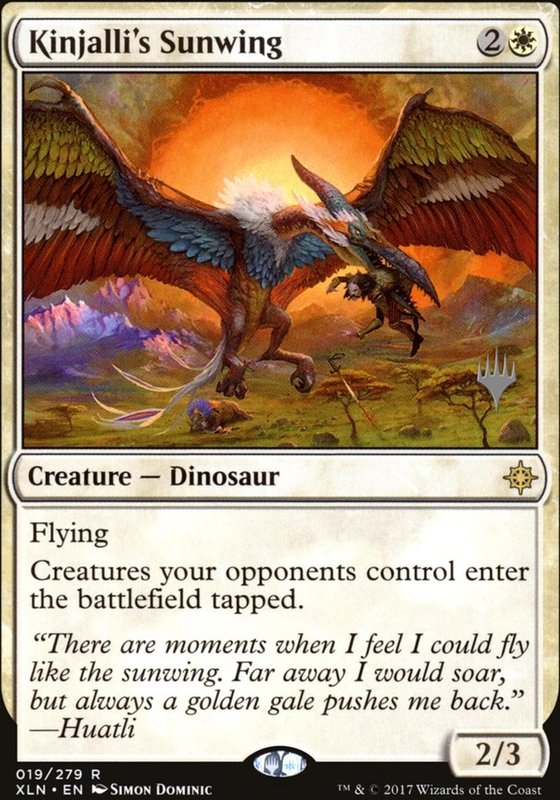 Kinjalli's Sunwing 2
Creature — Dinosaur
Flying
Creatures your opponents control enter
the battlefield tapped.
“There are moments when I feel I could fly
like the sunwing. Far away I would soar,
but always a golden gale pushes me back.”
—Huatli
2/3
019/279 R
XLN • EN Simon Dominic
™ & © 2017 Wizards of the Coast